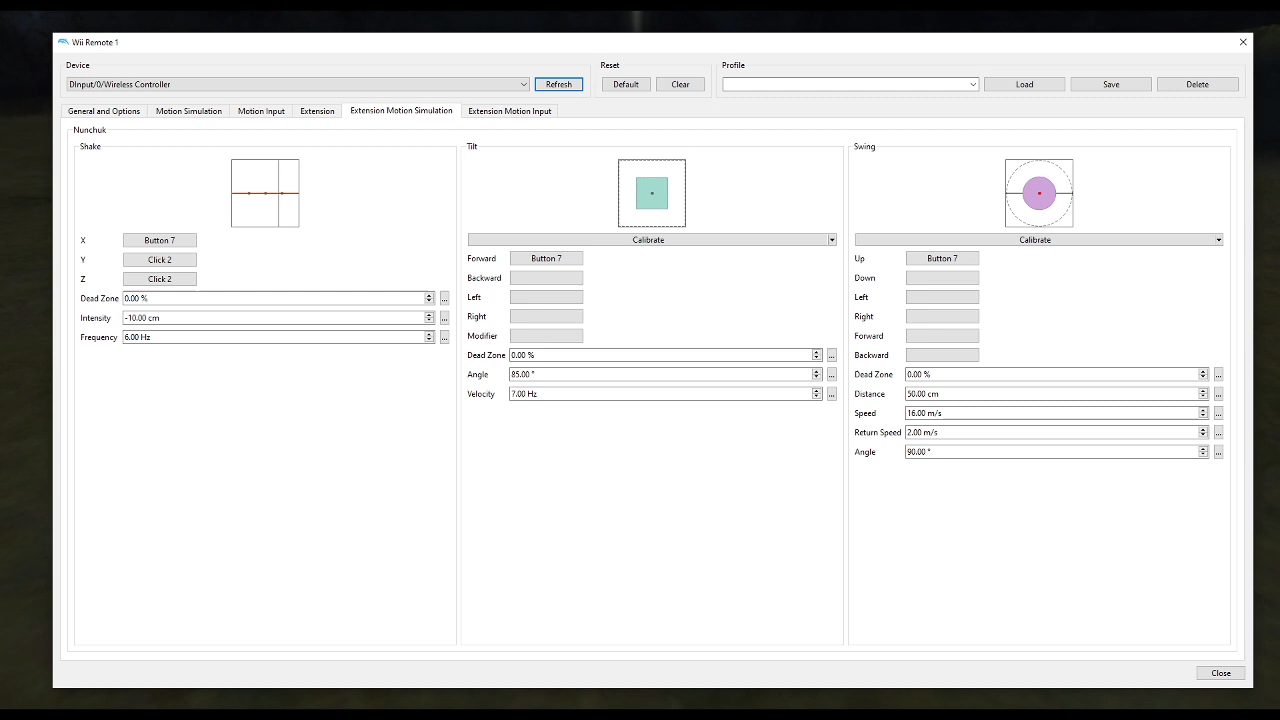 Wii Remote 1
Device
Reset
Profile
DInput/0/Wireless Controller
Refresh
Default
Clear
Load
Save
Delete
General and Options
Motion Simulation
Motion Input
Extension
Extension Motion Simulation
Extension Motion Input
Nunchuk
Shake
X Button 7
Y Click 2
Z Click 2
Dead Zone 0.00 % ...
Intensity -10.00 cm ...
Frequency 6.00 Hz ...
Tilt
Calibrate
Forward Button 7
Backward
Left
Right
Modifier
Dead Zone 0.00 % ...
Angle 85.00 ° ...
Velocity 7.00 Hz ...
Swing
Calibrate
Up Button 7
Down
Left
Right
Forward
Backward
Dead Zone 0.00 % ...
Distance 50.00 cm ...
Speed 16.00 m/s ...
Return Speed 2.00 m/s ...
Angle 90.00 ° ...
Close